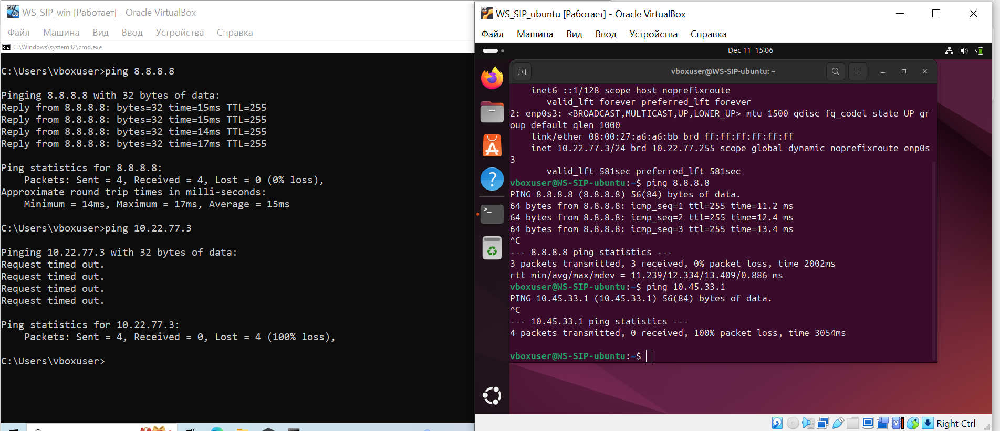 WS_SIP_win [Работает] - Oracle VirtualBox
Файл Машина Вид Ввод Устройства Справка
C:\Windows\system32\cmd.exe
C:\Users\vboxuser>ping 8.8.8.8
Pinging 8.8.8.8 with 32 bytes of data:
Reply from 8.8.8.8: bytes=32 time=15ms TTL=255
Reply from 8.8.8.8: bytes=32 time=15ms TTL=255
Reply from 8.8.8.8: bytes=32 time=14ms TTL=255
Reply from 8.8.8.8: bytes=32 time=17ms TTL=255
Ping statistics for 8.8.8.8:
    Packets: Sent = 4, Received = 4, Lost = 0 (0% loss),
Approximate round trip times in milli-seconds:
    Minimum = 14ms, Maximum = 17ms, Average = 15ms
C:\Users\vboxuser>ping 10.22.77.3
Pinging 10.22.77.3 with 32 bytes of data:
Request timed out.
Request timed out.
Request timed out.
Request timed out.
Ping statistics for 10.22.77.3:
    Packets: Sent = 4, Received = 0, Lost = 4 (100% loss),
C:\Users\vboxuser>
WS_SIP_ubuntu [Работает] - Oracle VirtualBox
Файл Машина Вид Ввод Устройства Справка
Dec 11 15:06
vboxuser@WS-SIP-ubuntu: ~
    inet6 ::1/128 scope host noprefixroute
       valid_lft forever preferred_lft forever
2: enp0s3: <BROADCAST,MULTICAST,UP,LOWER_UP> mtu 1500 qdisc fq_codel state UP gr
oup default qlen 1000
    link/ether 08:00:27:a6:a6:bb brd ff:ff:ff:ff:ff:ff
    inet 10.22.77.3/24 brd 10.22.77.255 scope global dynamic noprefixroute enp0s
3
       valid_lft 581sec preferred_lft 581sec
vboxuser@WS-SIP-ubuntu:~$ ping 8.8.8.8
PING 8.8.8.8 (8.8.8.8) 56(84) bytes of data.
64 bytes from 8.8.8.8: icmp_seq=1 ttl=255 time=11.2 ms
64 bytes from 8.8.8.8: icmp_seq=2 ttl=255 time=12.4 ms
64 bytes from 8.8.8.8: icmp_seq=3 ttl=255 time=13.4 ms
^C
--- 8.8.8.8 ping statistics ---
3 packets transmitted, 3 received, 0% packet loss, time 2002ms
rtt min/avg/max/mdev = 11.239/12.334/13.409/0.886 ms
vboxuser@WS-SIP-ubuntu:~$ ping 10.45.33.1
PING 10.45.33.1 (10.45.33.1) 56(84) bytes of data.
^C
--- 10.45.33.1 ping statistics ---
4 packets transmitted, 0 received, 100% packet loss, time 3054ms
vboxuser@WS-SIP-ubuntu:~$
Right Ctrl